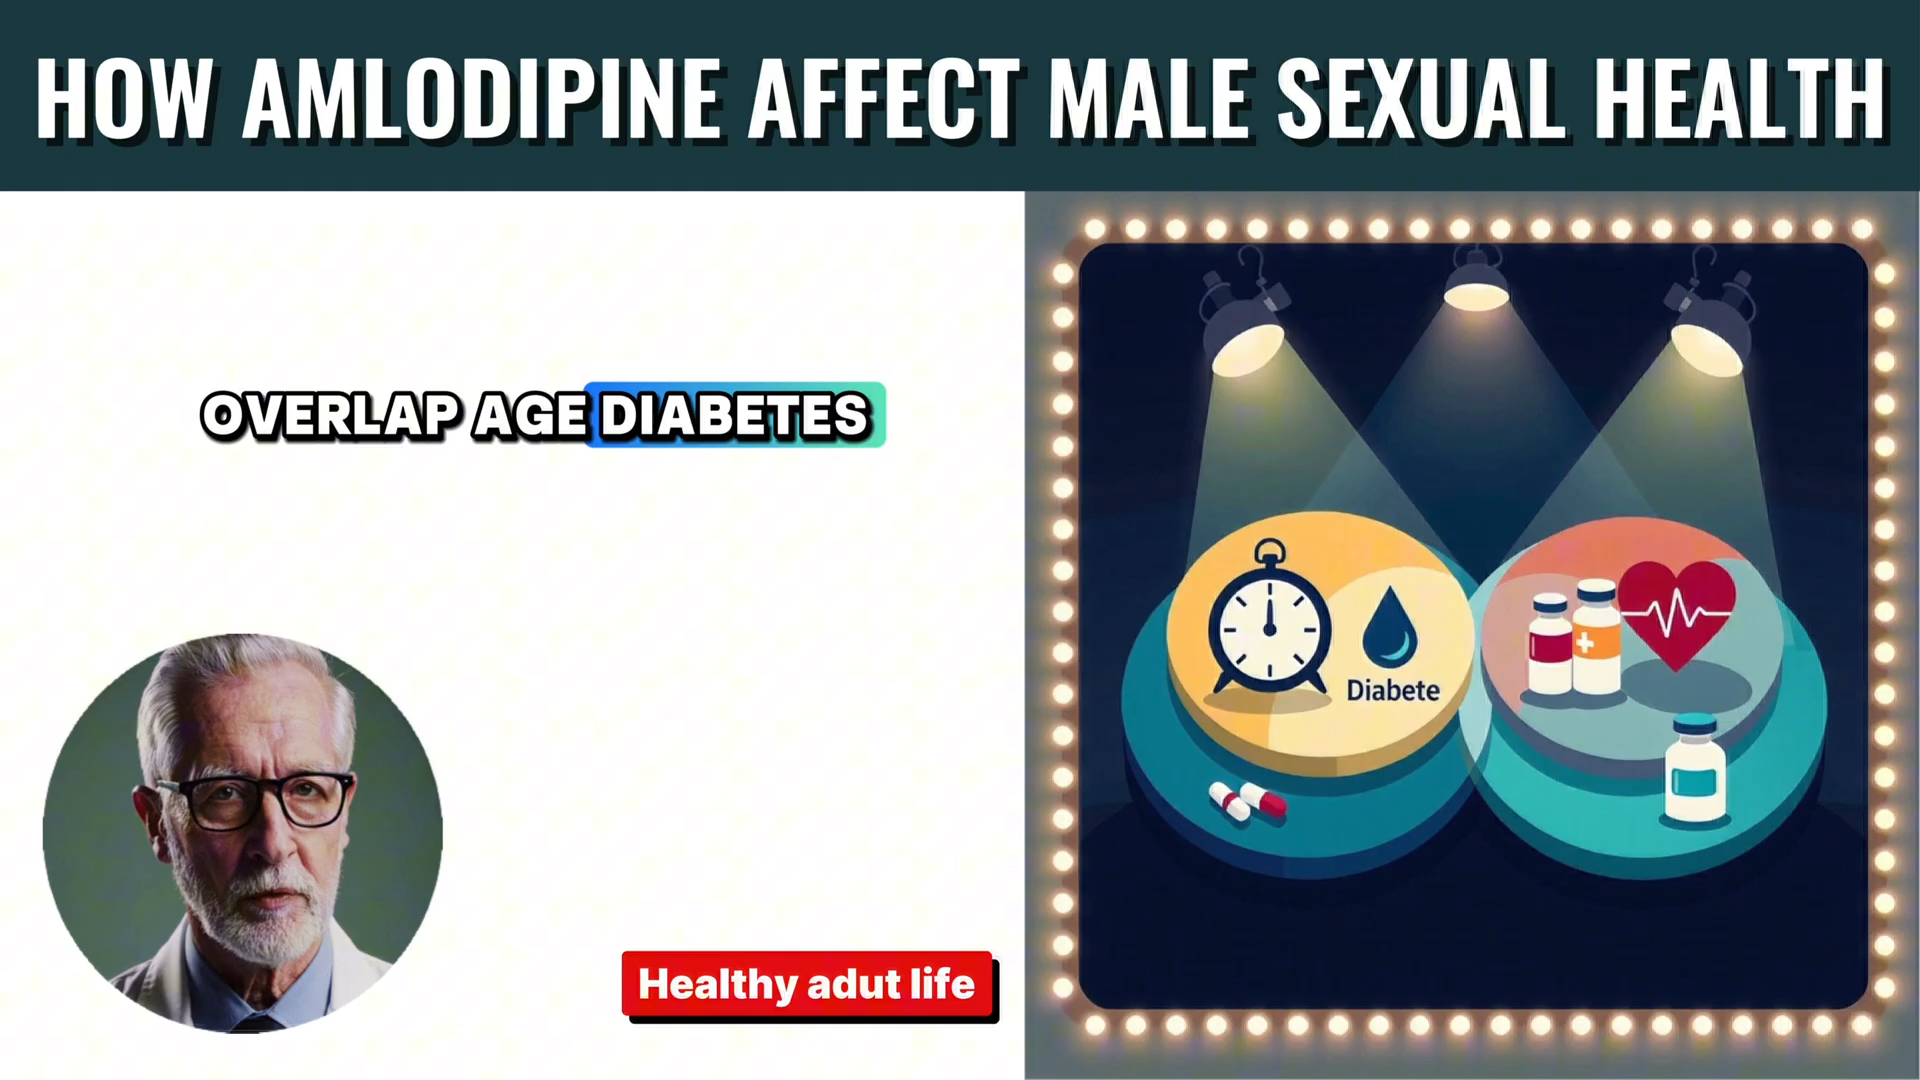 HOW AMLODIPINE AFFECT MALE SEXUAL HEALTH
OVERLAP AGE DIABETES
Diabete
Healthy adut life